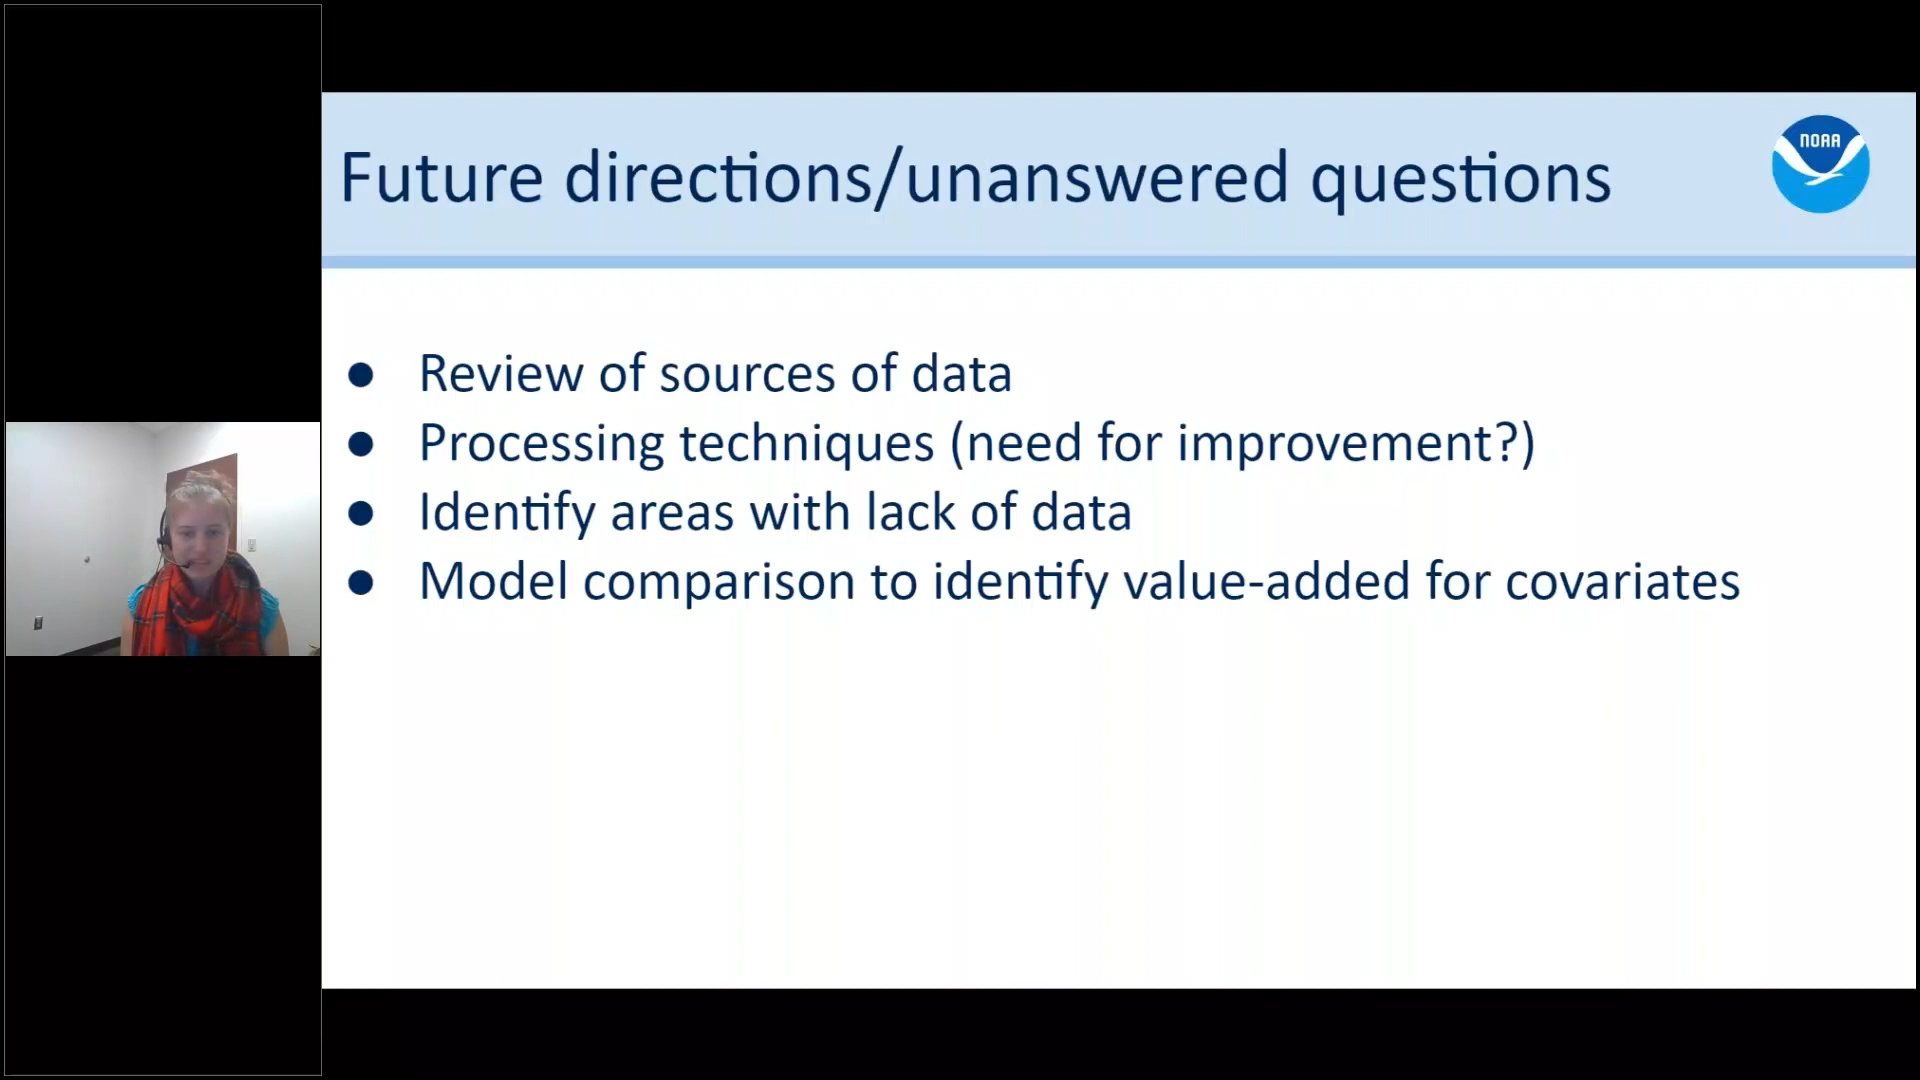 Future directions/unanswered questions
NOAA
● Review of sources of data
● Processing techniques (need for improvement?)
● Identify areas with lack of data
● Model comparison to identify value-added for covariates